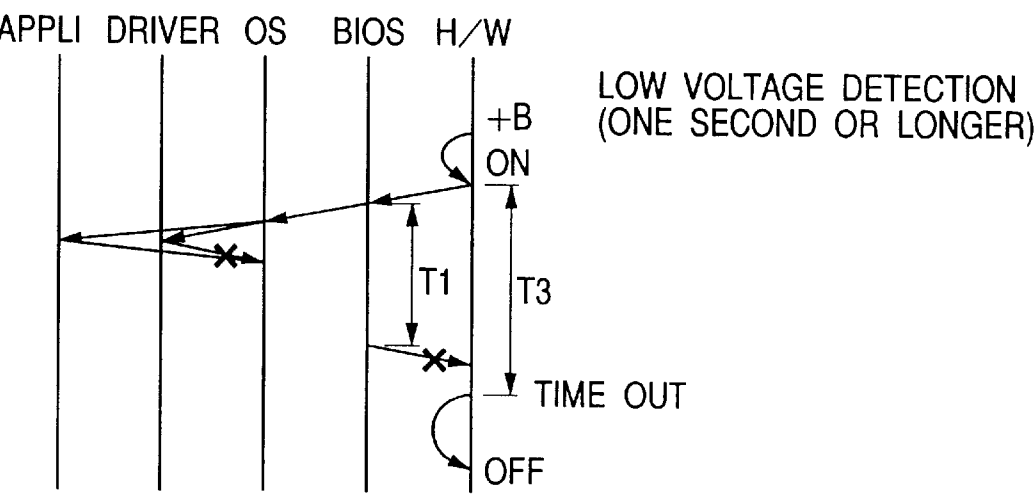 APPLI DRIVER OS BIOS H/W
LOW VOLTAGE DETECTION
(ONE SECOND OR LONGER)
+B
ON
T1
T3
TIME OUT
OFF